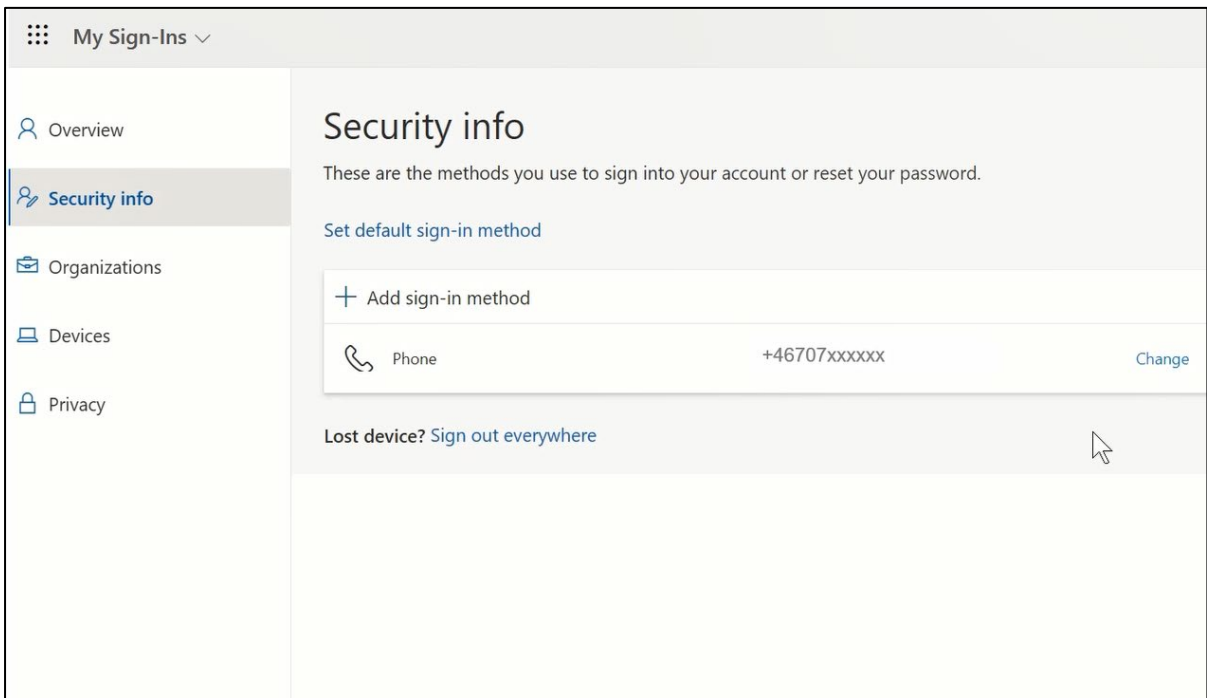 My Sign-Ins
Overview
Security info
Organizations
Devices
Privacy
Security info
These are the methods you use to sign into your account or reset your password.
Set default sign-in method
Add sign-in method
Phone +46707xxxxxx Change
Lost device? Sign out everywhere